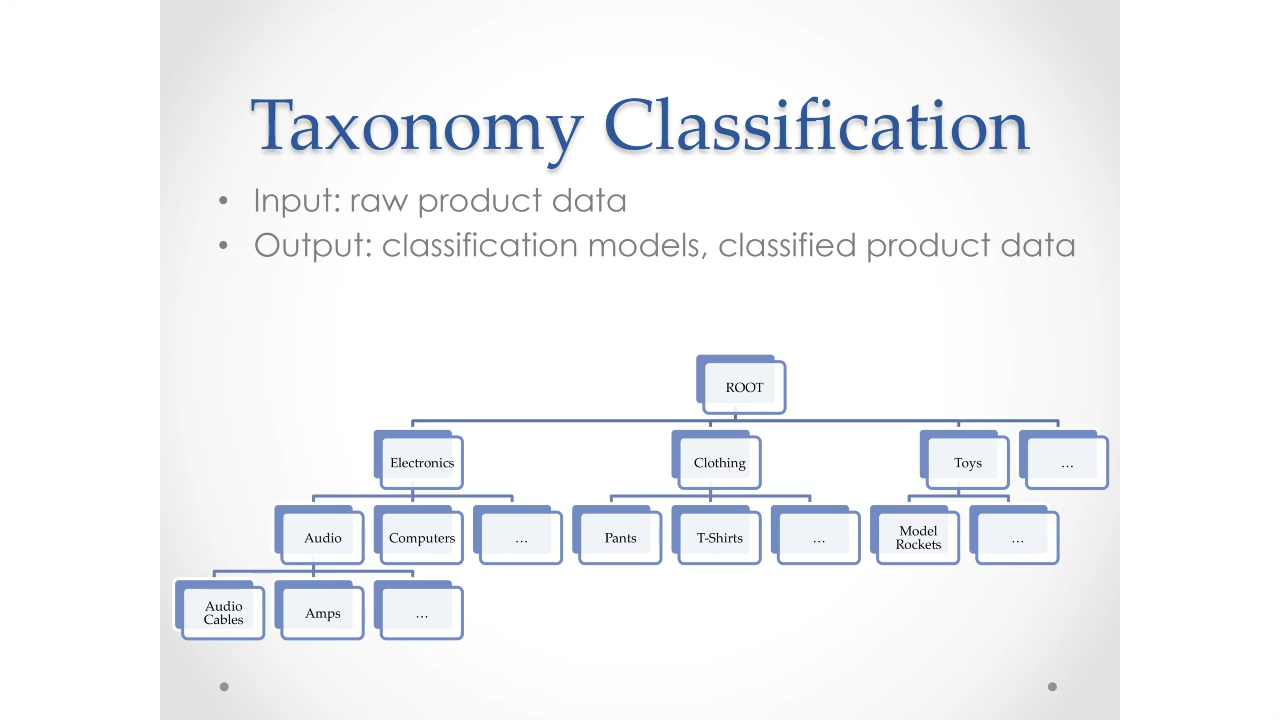 Taxonomy Classification
• Input: raw product data
• Output: classification models, classified product data
ROOT
Electronics
Clothing
Toys
...
Audio
Computers
...
Pants
T-Shirts
...
Model
Rockets
...
Audio
Cables
Amps
...